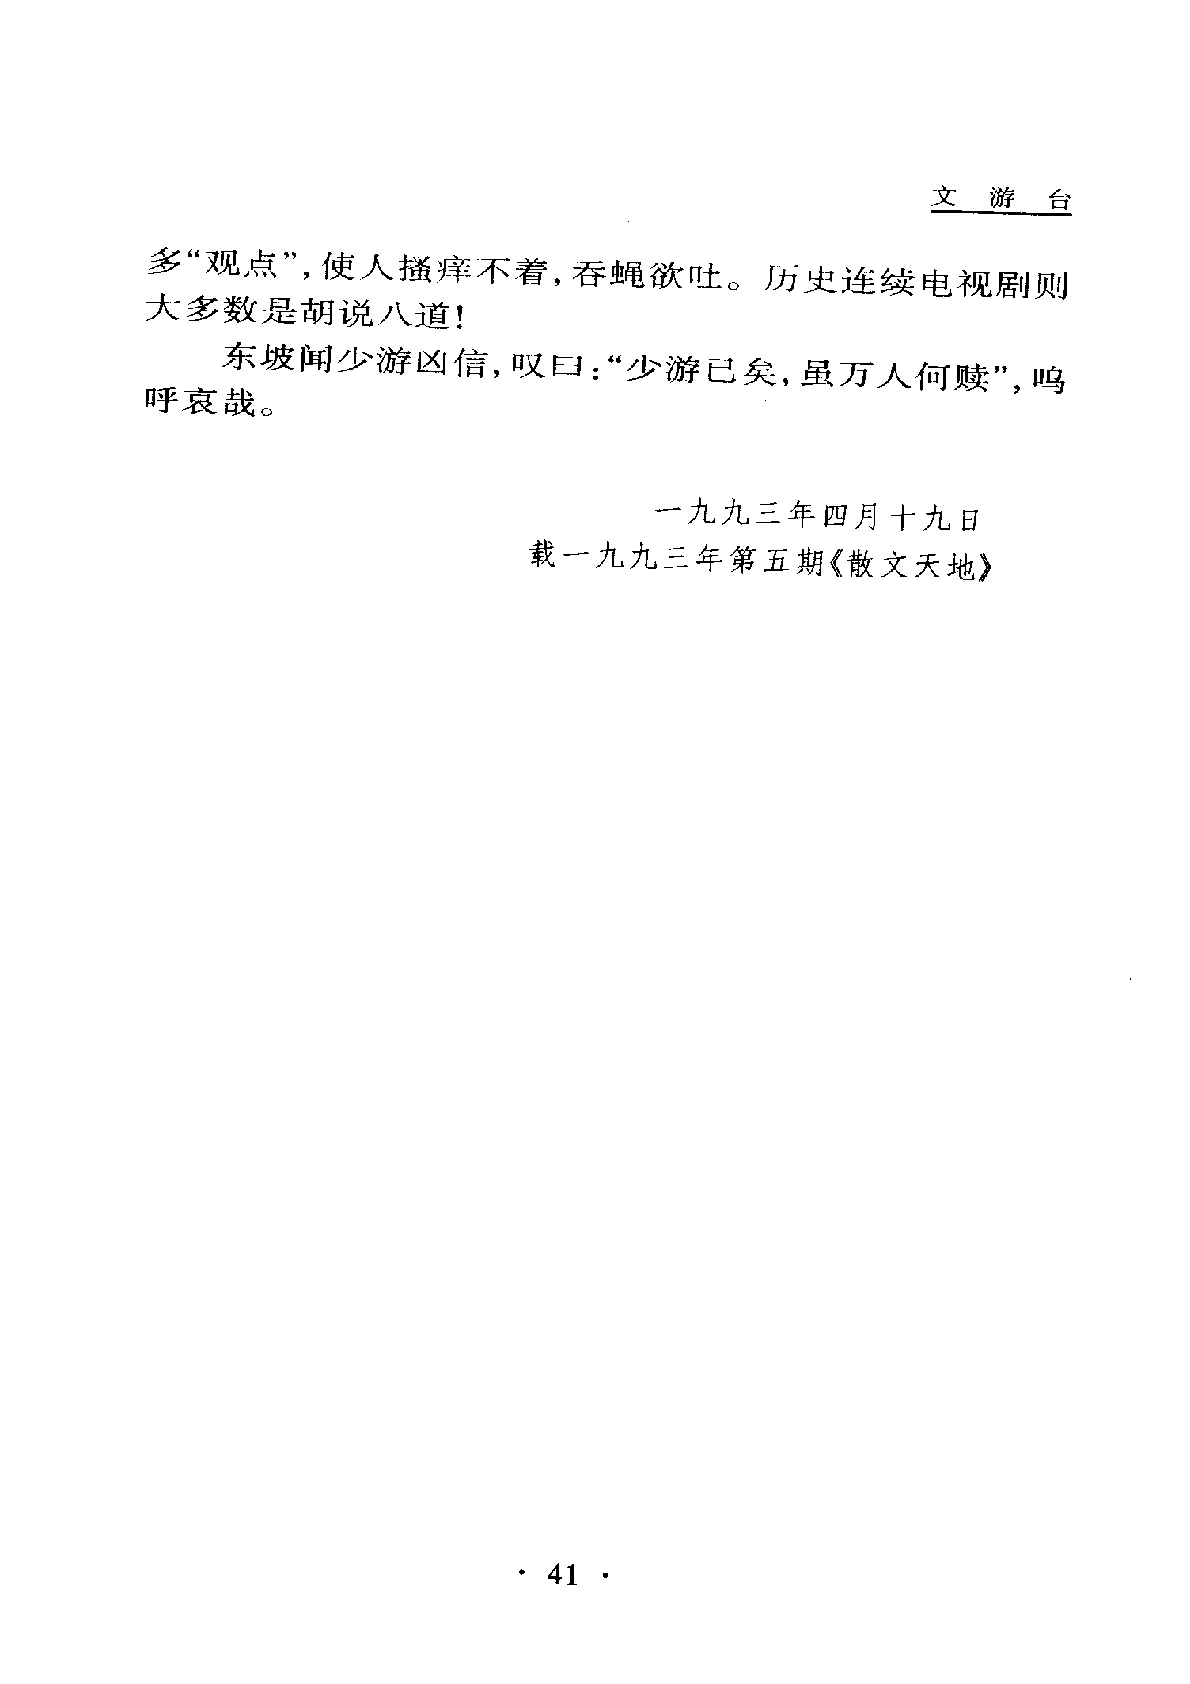 文 游 台
多“观点”，使人搔痒不着，吞蝇欲吐。历史连续电视剧则
大多数是胡说八道！
东坡闻少游凶信，叹曰：“少游已矣，虽万人何赎”，呜
呼哀哉。
一九九三年四月十九日
载一九九三年第五期《散文天地》
· 41 ·